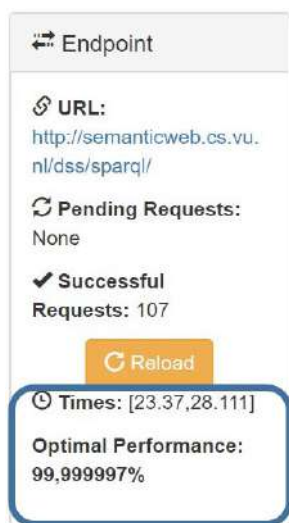 Endpoint
URL:
http://semanticweb.cs.vu.
nl/dss/sparql/
Pending Requests:
None
Successful
Requests: 107
Reload
Times: [23.37,28.111]
Optimal Performance:
99,999997%